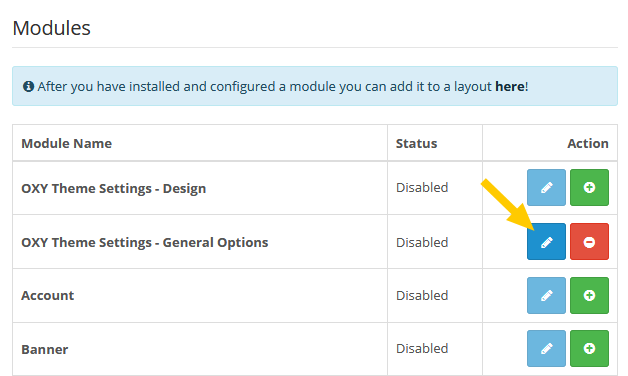 Modules
After you have installed and configured a module you can add it to a layout here!
Module Name Status Action
OXY Theme Settings - Design Disabled
OXY Theme Settings - General Options Disabled
Account Disabled
Banner Disabled